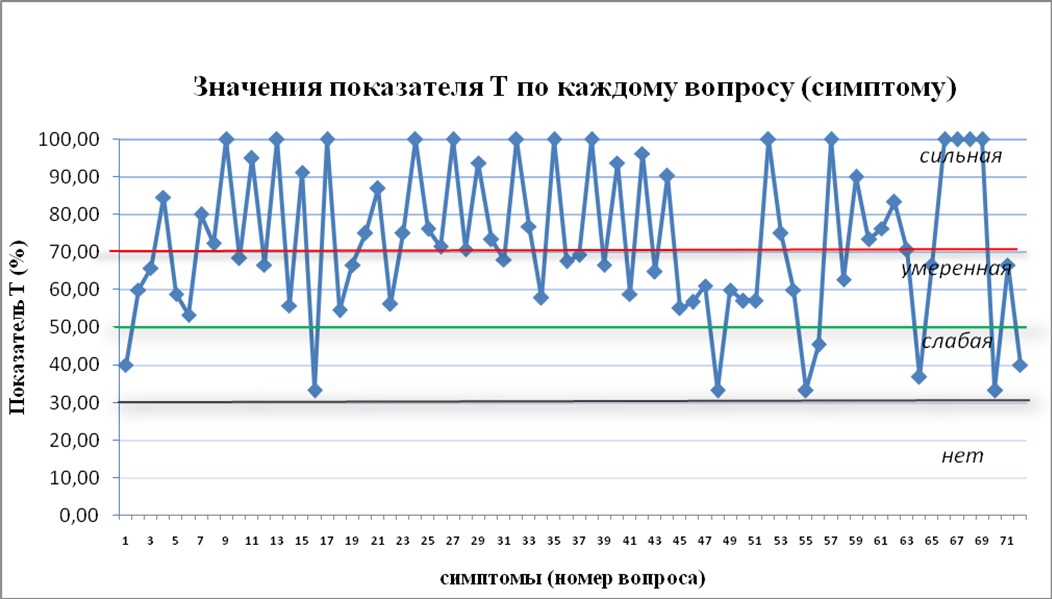 Значения показателя Т по каждому вопросу (симптому)
Показатель Т (%)
100,00
90,00
80,00
70,00
60,00
50,00
40,00
30,00
20,00
10,00
0,00
сильная
умеренная
слабая
нет
1 3 5 7 9 11 13 15 17 19 21 23 25 27 29 31 33 35 37 39 41 43 45 47 49 51 53 55 57 59 61 63 65 67 69 71
симптомы (номер вопроса)